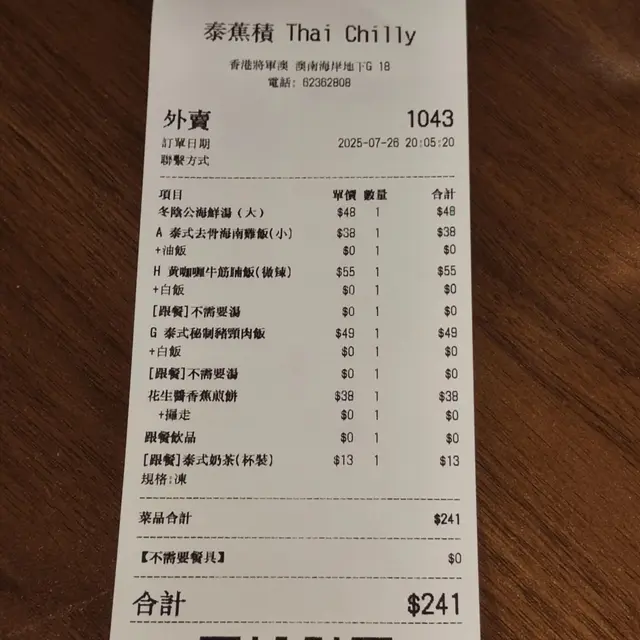 泰蕉積 Thai Chilly
香港將軍澳 澳南海岸地下G 18
電話: 62362808
外賣 1043
訂單日期 2025-07-26 20:05:20
聯繫方式
項目 單價 數量 合計
冬陰公海鮮湯(大) $48 1 $48
A 泰式去骨海南雞飯(小) $38 1 $38
+油飯 $0 1 $0
H 黃咖喱牛筋腩飯(微辣) $55 1 $55
+白飯 $0 1 $0
[跟餐]不需要湯 $0 1 $0
G 泰式秘制豬頸肉飯 $49 1 $49
+白飯 $0 1 $0
[跟餐]不需要湯 $0 1 $0
花生醬香蕉煎餅 $38 1 $38
+攞走 $0 1 $0
跟餐飲品 $0 1 $0
[跟餐]泰式奶茶(杯裝) $13 1 $13
規格:凍
菜品合計 $241
【不需要餐具】 $0
合計 $241